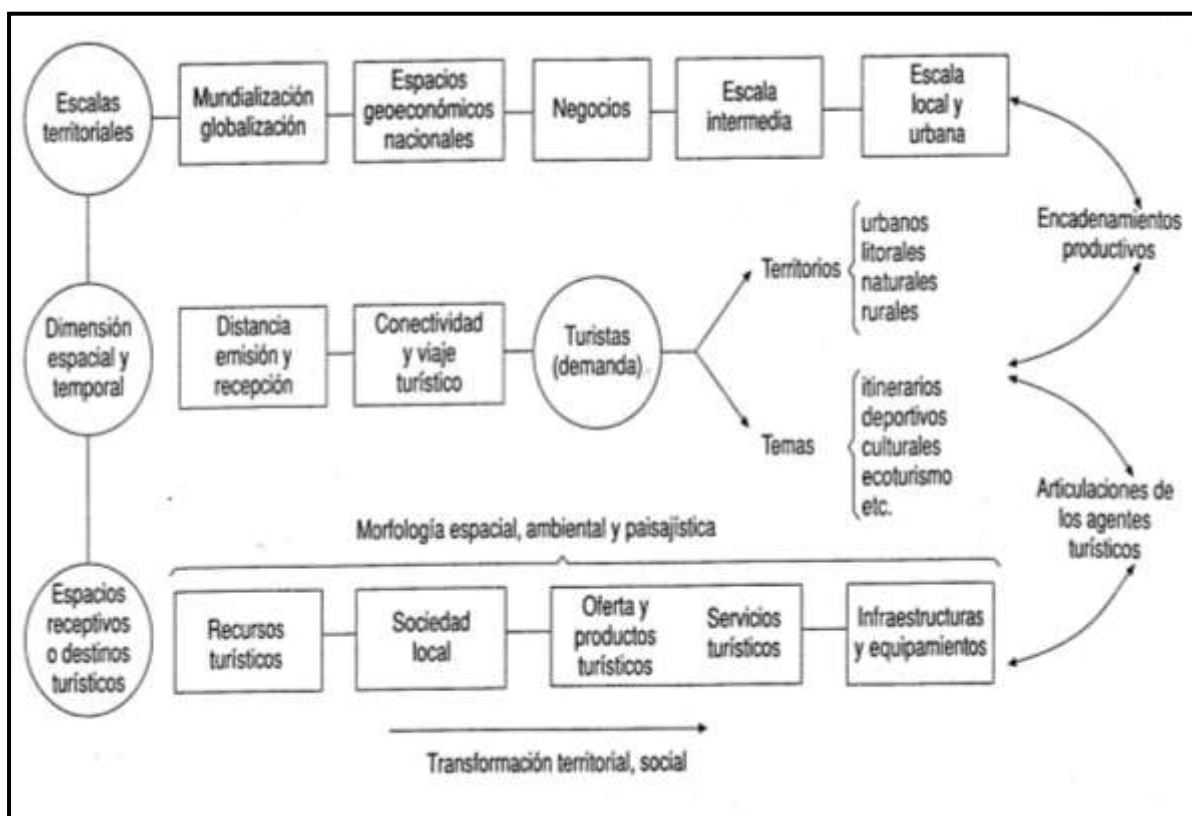 Escalas
territoriales
Mundialización
globalización
Espacios
geoeconómicos
nacionales
Negocios
Escala
intermedia
Escala
local y
urbana
Encadenamientos
productivos
Dimensión
espacial y
temporal
Distancia
emisión y
recepción
Conectividad
y viaje
turístico
Turistas
(demanda)
Territorios
urbanos
litorales
naturales
rurales
Temas
itinerarios
deportivos
culturales
ecoturismo
etc.
Articulaciones de
los agentes
turísticos
Morfología espacial, ambiental y paisajística
Espacios
receptivos
o destinos
turísticos
Recursos
turísticos
Sociedad
local
Oferta y
productos
turísticos
Servicios
turísticos
Infraestructuras
y equipamientos
Transformación territorial, social